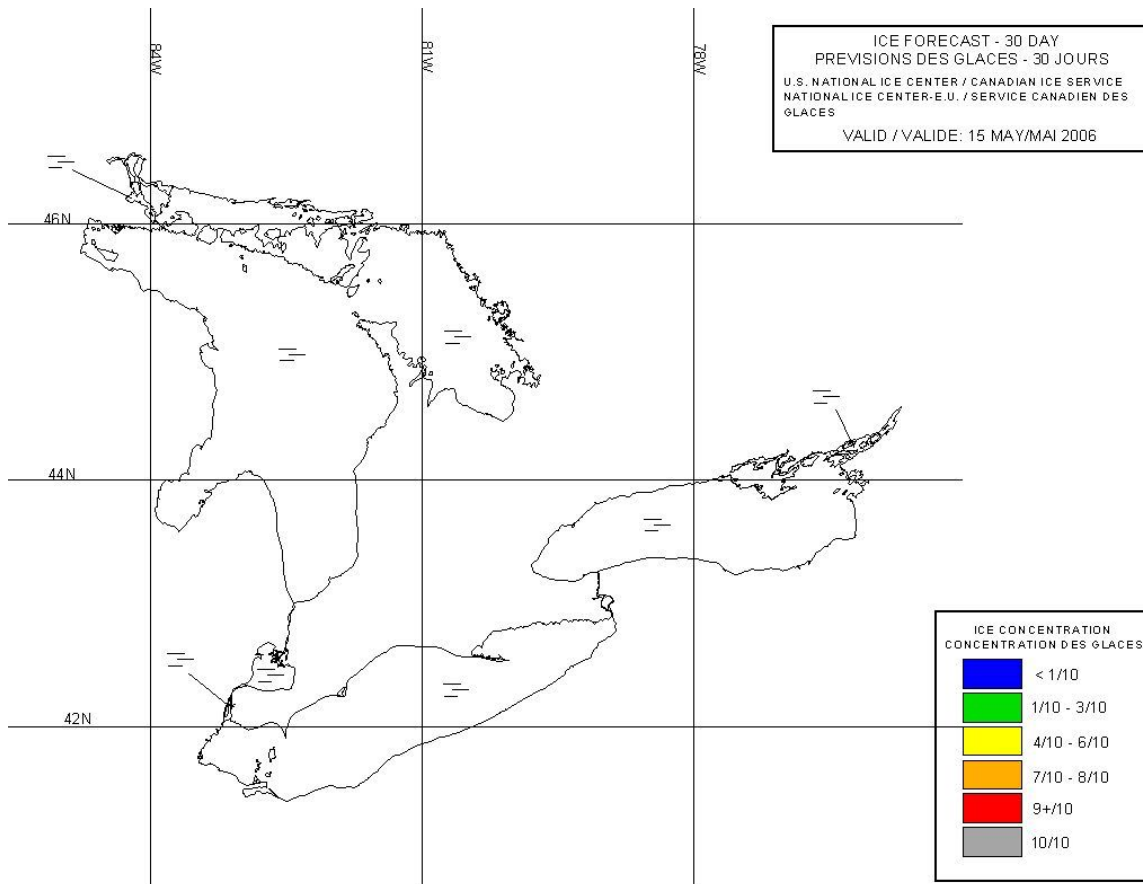 84W
81W
78W
ICE FORECAST - 30 DAY
PREVISIONS DES GLACES - 30 JOURS
U.S. NATIONAL ICE CENTER / CANADIAN ICE SERVICE
NATIONAL ICE CENTER-E.U. / SERVICE CANADIEN DES
GLACES
VALID / VALIDE: 15 MAY/MAI 2006
46N
44N
42N
ICE CONCENTRATION
CONCENTRATION DES GLACES
< 1/10
1/10 - 3/10
4/10 - 6/10
7/10 - 8/10
9+/10
10/10